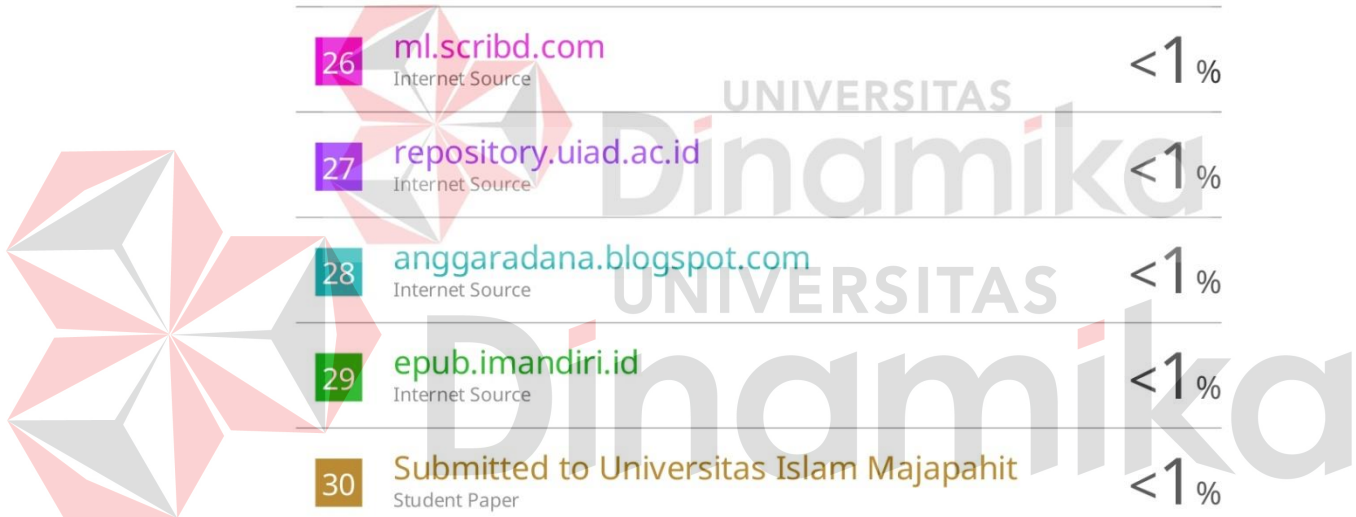 26 ml.scribd.com <1%
Internet Source
UNIVERSITAS
Dinamika
27 repository.uiad.ac.id <1%
Internet Source
28 anggaradana.blogspot.com <1%
Internet Source
UNIVERSITAS
Dinamika
29 epub.imandiri.id <1%
Internet Source
30 Submitted to Universitas Islam Majapahit <1%
Student Paper